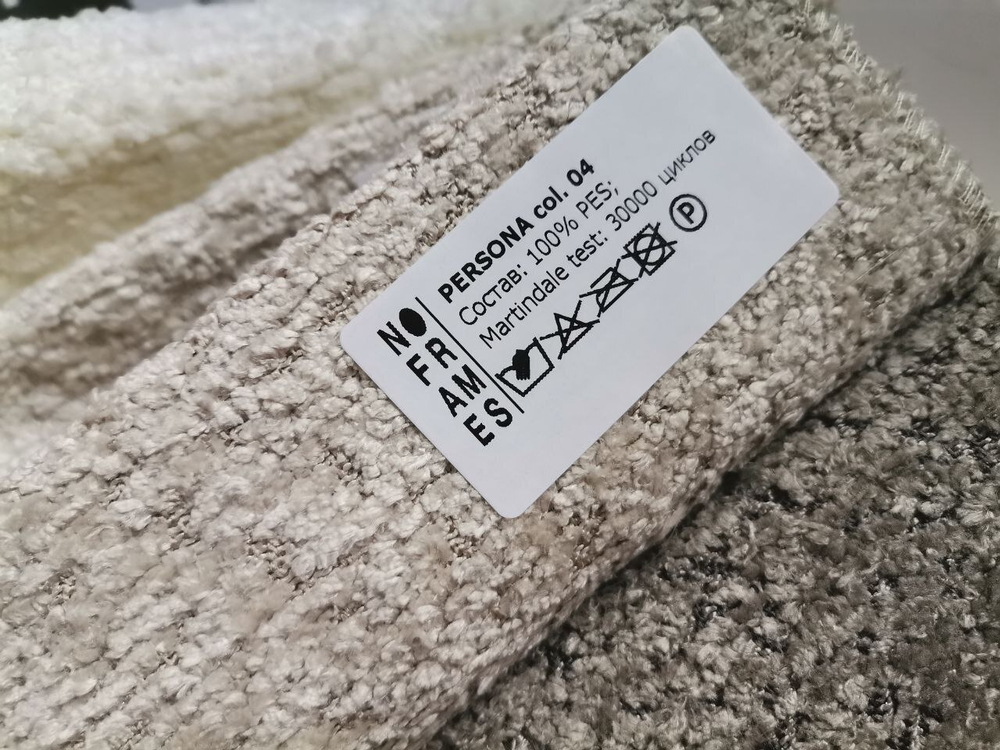 NO
FR
AM
ES
PERSONA col. 04
Состав: 100% PES;
Martindale test: 30000 циклов
P